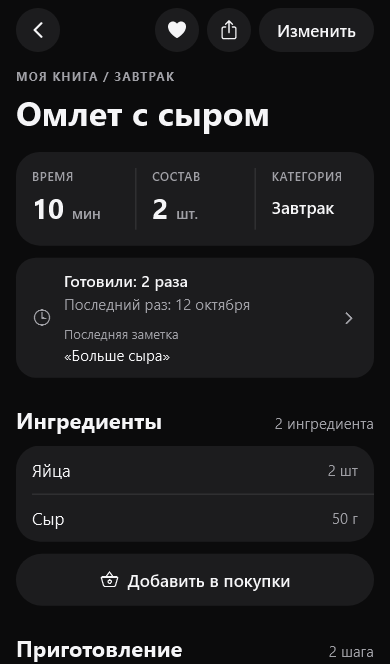 Изменить
МОЯ КНИГА / ЗАВТРАК
Омлет с сыром
ВРЕМЯ
10 мин
СОСТАВ
2 шт.
КАТЕГОРИЯ
Завтрак
Готовили: 2 раза
Последний раз: 12 октября
Последняя заметка
«Больше сыра»
Ингредиенты
2 ингредиента
Яйца
2 шт
Сыр
50 г
Добавить в покупки
Приготовление
2 шага